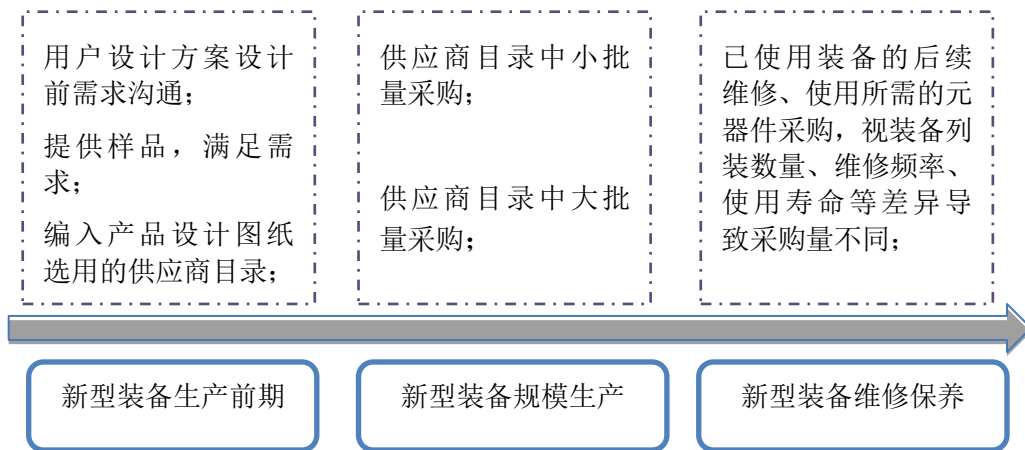 用户设计方案设计
前需求沟通；
提供样品，满足需
求；
编入产品设计图纸
选用的供应商目录；
供应商目录中小批
量采购；
供应商目录中大批
量采购；
已使用装备的后续
维修、使用所需的元
器件采购，视装备列
装数量、维修频率、
使用寿命等差异导
致采购量不同；
新型装备生产前期
新型装备规模生产
新型装备维修保养